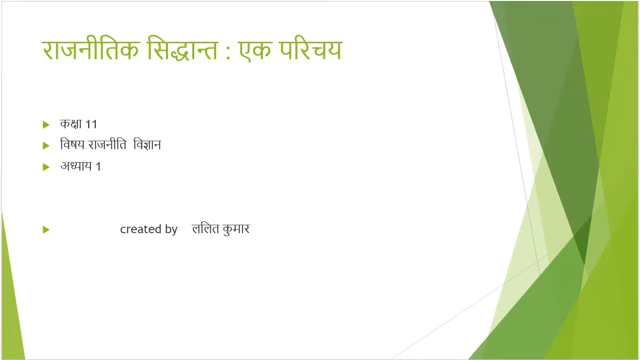 राजनीतिक सिद्धान्त : एक परिचय
कक्षा 11
विषय राजनीति विज्ञान
अध्याय 1
created by ललित कुमार